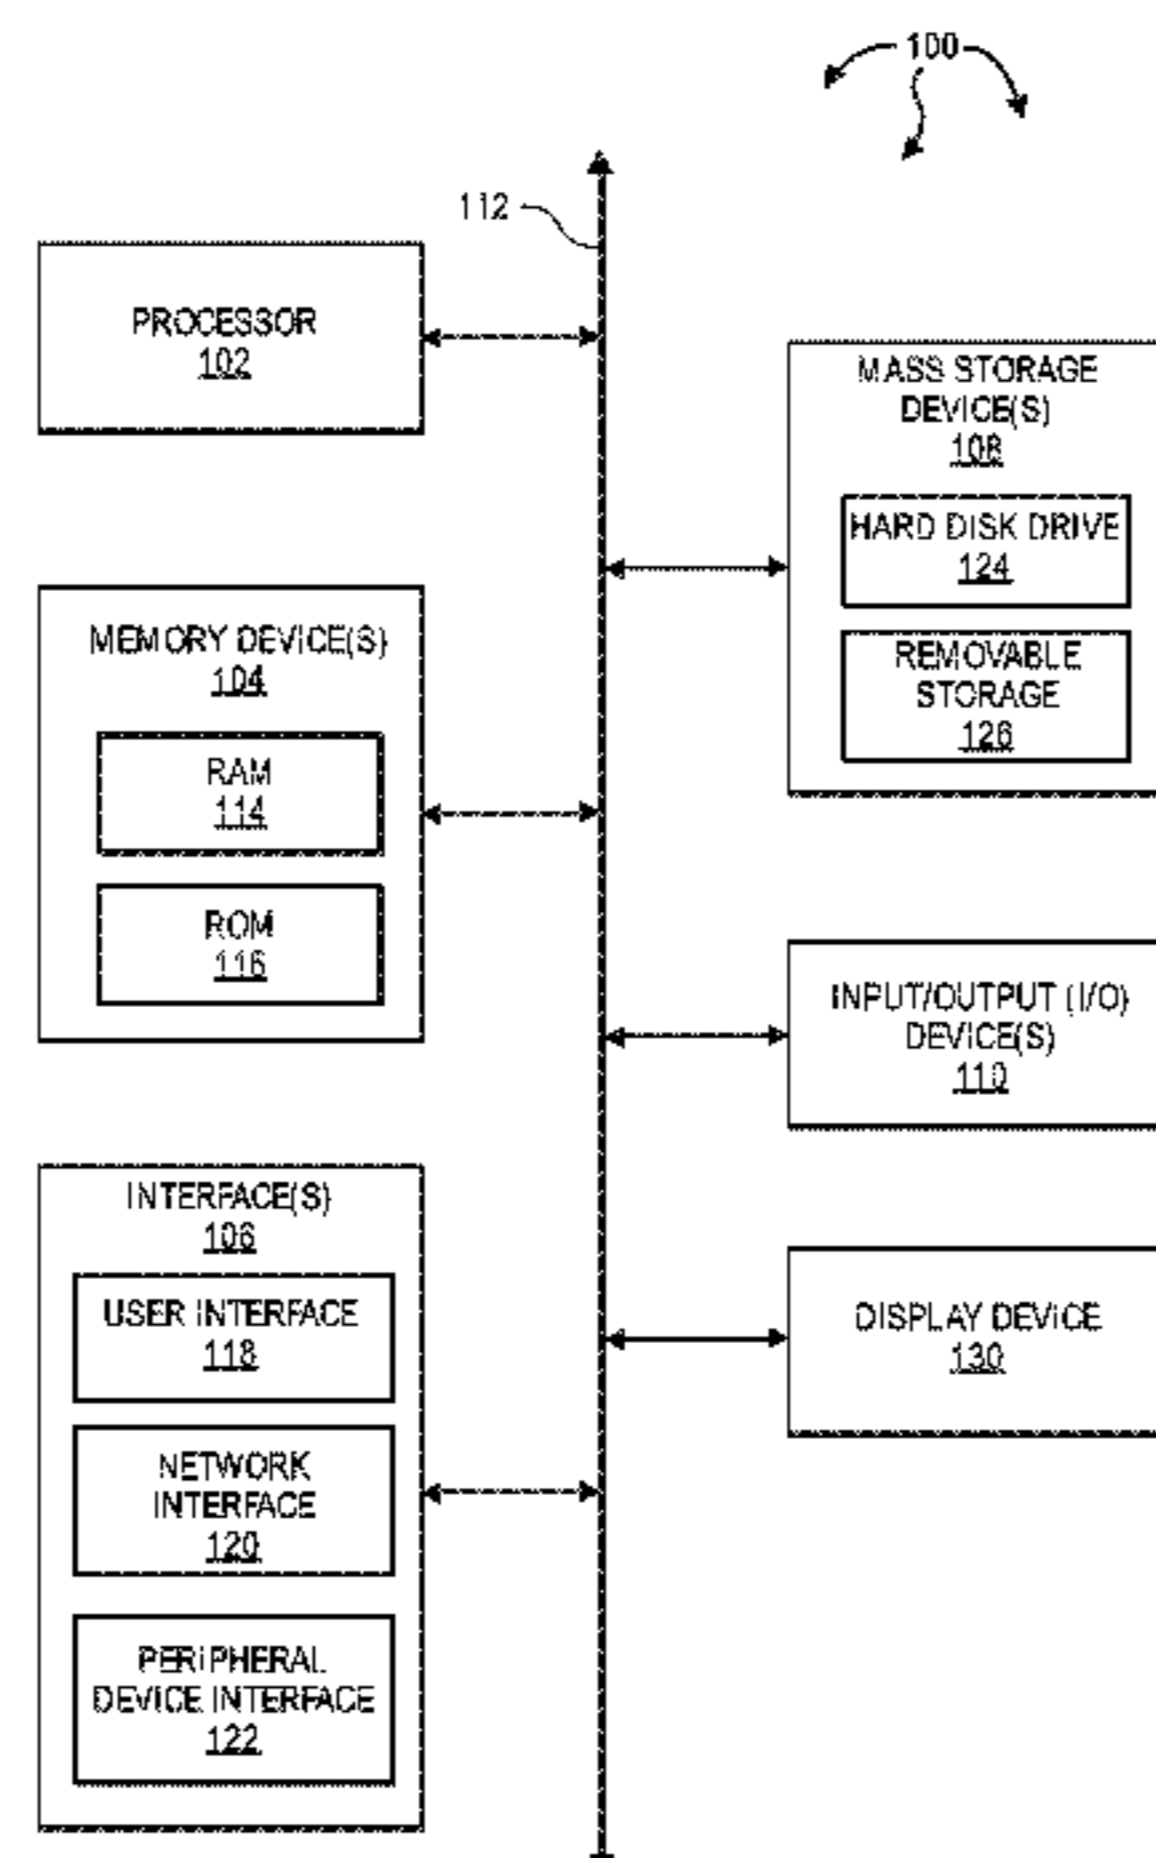 100
112
PROCESSOR
102
MASS STORAGE
DEVICE(S)
108
HARD DISK DRIVE
124
REMOVABLE
STORAGE
126
MEMORY DEVICE(S)
104
RAM
114
ROM
116
INPUT/OUTPUT (I/O)
DEVICE(S)
110
INTERFACE(S)
106
USER INTERFACE
118
NETWORK
INTERFACE
120
PERIPHERAL
DEVICE INTERFACE
122
DISPLAY DEVICE
130